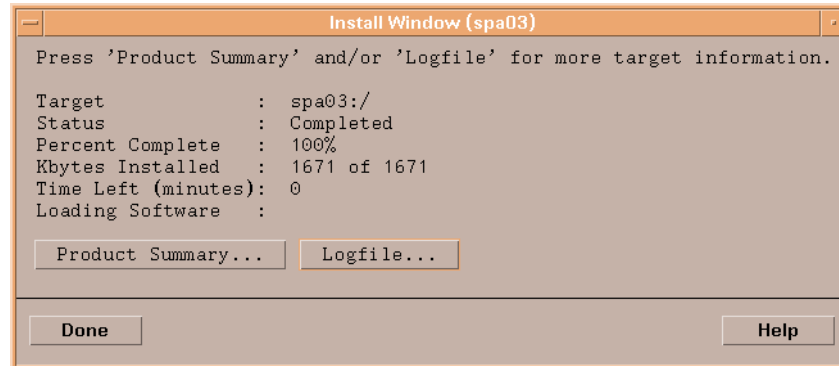 Install Window (spa03)
Press 'Product Summary' and/or 'Logfile' for more target information.
Target : spa03:/
Status : Completed
Percent Complete : 100%
Kbytes Installed : 1671 of 1671
Time Left (minutes): 0
Loading Software :
Product Summary... Logfile...
Done Help